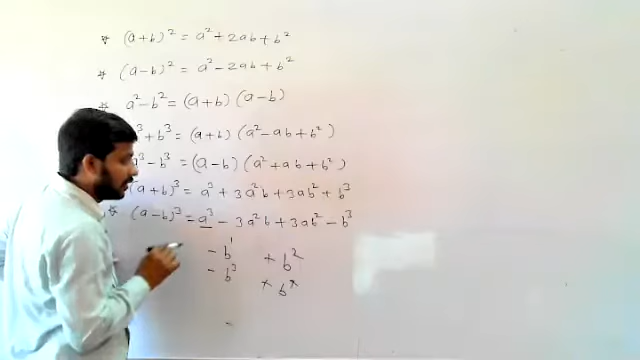 * (a+b)² = a² + 2ab + b²
* (a-b)² = a² - 2ab + b²
* a² - b² = (a+b) (a-b)
³ + b³ = (a+b) (a² - ab + b²)
a³ - b³ = (a-b) (a² + ab + b²)
(a+b)³ = a³ + 3a²b + 3ab² + b³
* (a-b)³ = a³ - 3a²b + 3ab² - b³
- b¹ + b²
- b³